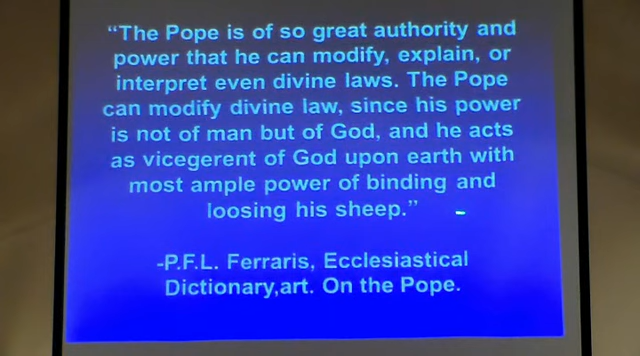 “The Pope is of so great authority and
power that he can modify, explain, or
interpret even divine laws. The Pope
can modify divine law, since his power
is not of man but of God, and he acts
as vicegerent of God upon earth with
most ample power of binding and
loosing his sheep.”
-P.F.L. Ferraris, Ecclesiastical
Dictionary,art. On the Pope.